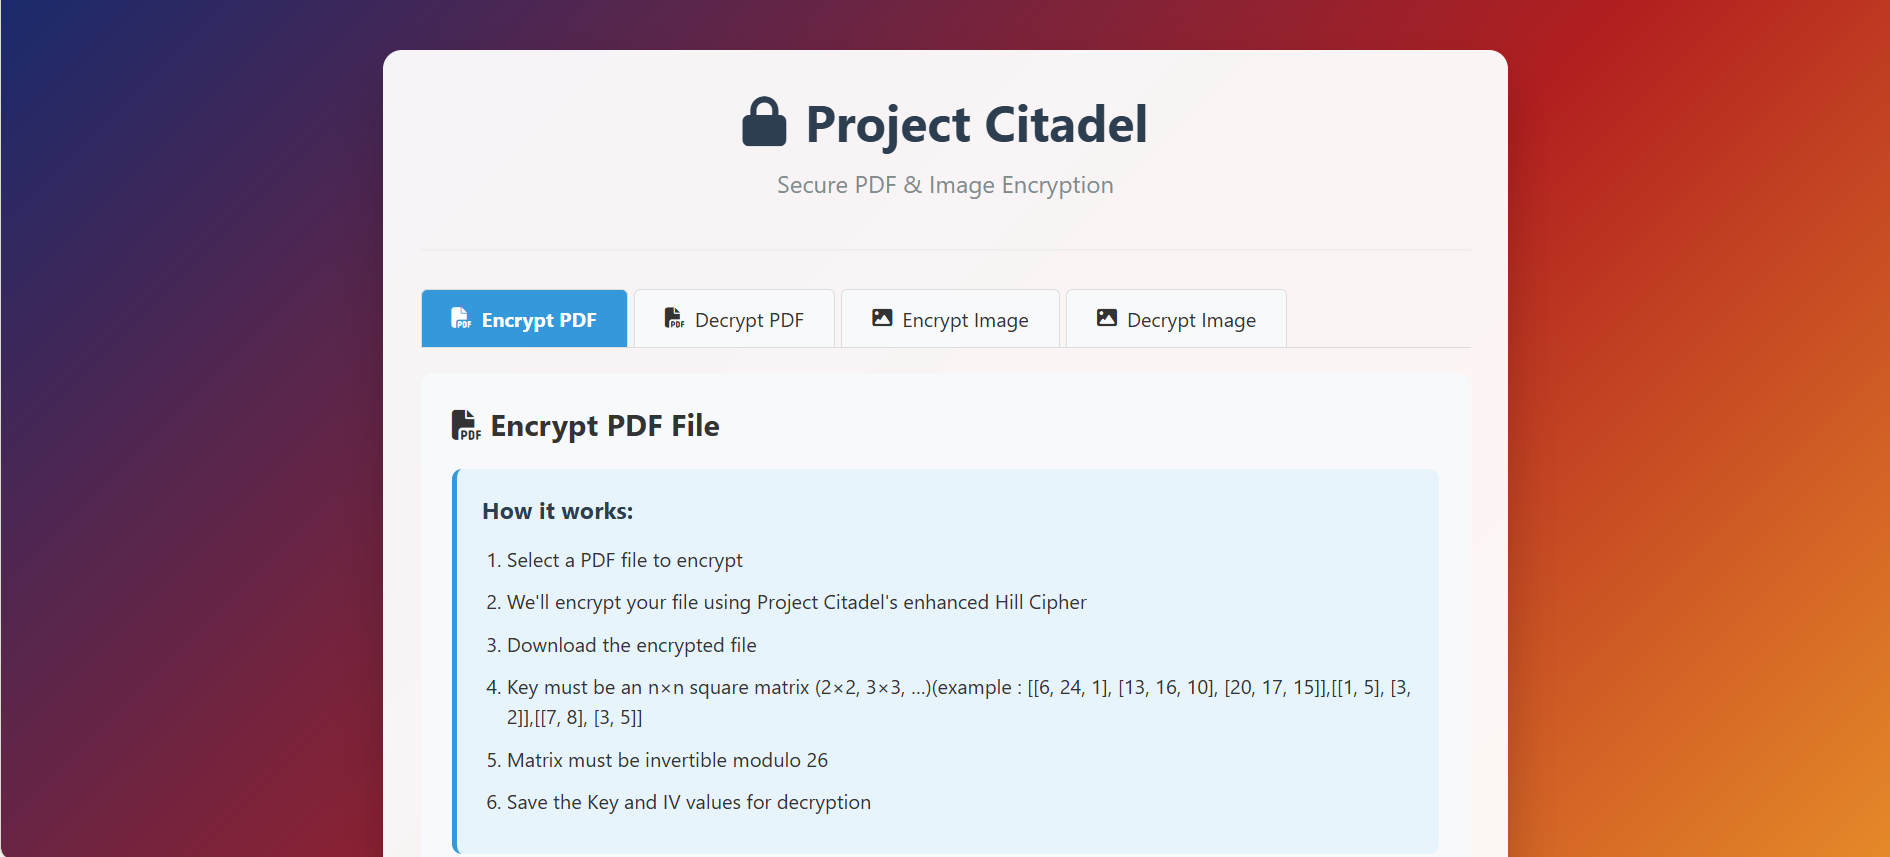 Project Citadel
Secure PDF & Image Encryption
Encrypt PDF
Decrypt PDF
Encrypt Image
Decrypt Image
Encrypt PDF File
How it works:
1. Select a PDF file to encrypt
2. We'll encrypt your file using Project Citadel's enhanced Hill Cipher
3. Download the encrypted file
4. Key must be an n×n square matrix (2×2, 3×3, ...)(example : [[6, 24, 1], [13, 16, 10], [20, 17, 15]],[[1, 5], [3,
2]],[[7, 8], [3, 5]]
5. Matrix must be invertible modulo 26
6. Save the Key and IV values for decryption